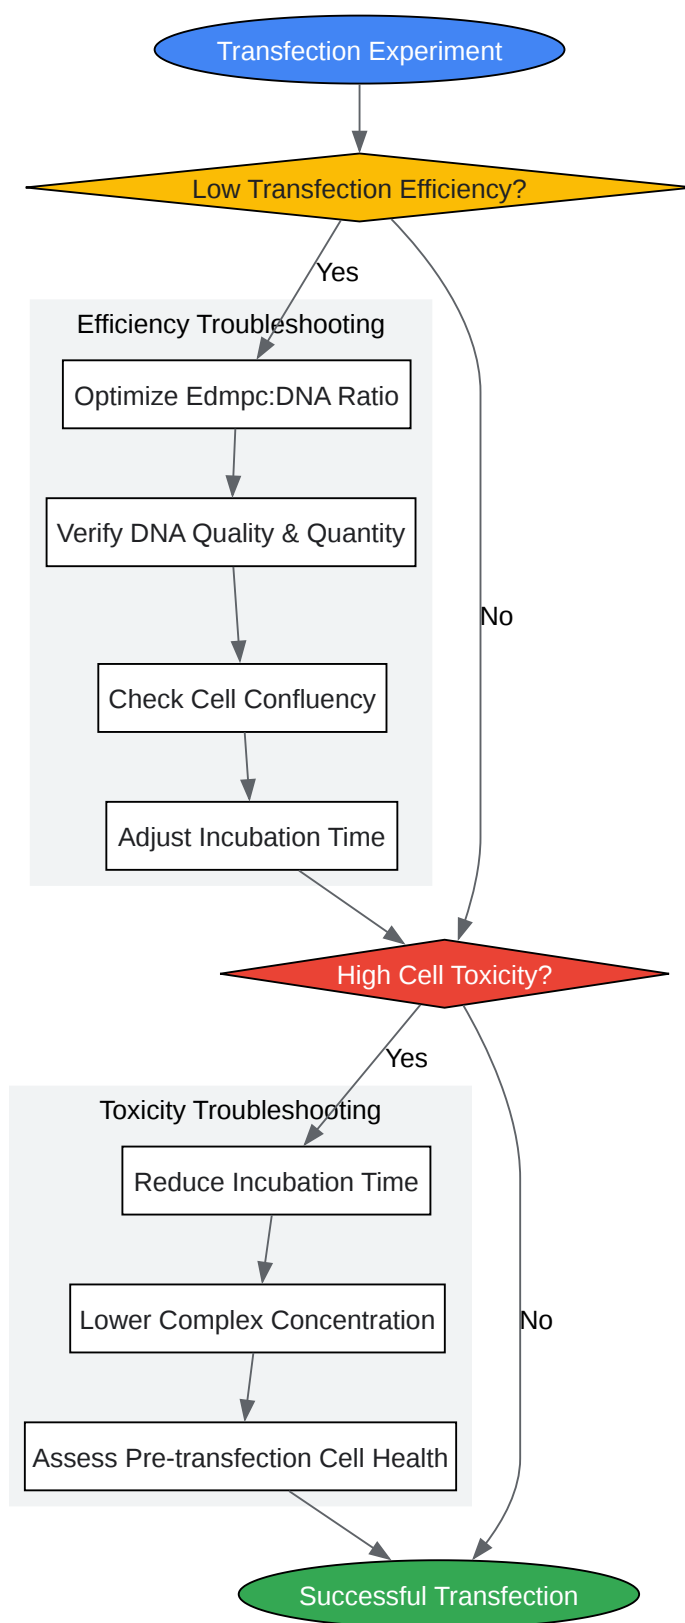 Transfection Experiment
Low Transfection Efficiency?
Yes
Efficiency Troubleshooting
Optimize Edmpc:DNA Ratio
Verify DNA Quality & Quantity
No
Check Cell Confluency
Adjust Incubation Time
High Cell Toxicity?
Yes
Toxicity Troubleshooting
Reduce Incubation Time
Lower Complex Concentration
No
Assess Pre-transfection Cell Health
Successful Transfection